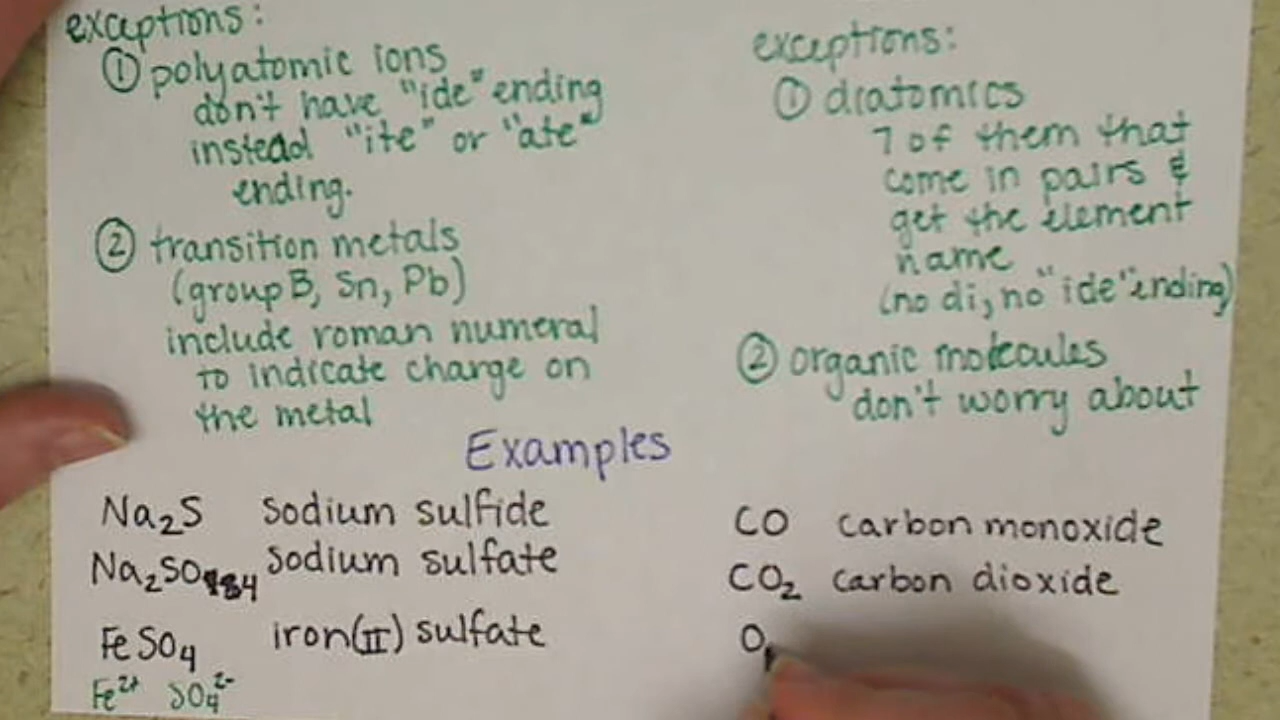 exceptions:
① polyatomic ions
don't have "ide" ending
instead "ite" or "ate"
ending.
② transition metals
(group B, Sn, Pb)
include roman numeral
to indicate charge on
the metal
exceptions:
① diatomics
7 of them that
come in pairs &
get the element
name
(no di, no "ide" ending)
② organic molecules
don't worry about
Examples
Na₂S sodium sulfide
Na₂SO₄ sodium sulfate
FeSO₄ iron(II) sulfate
Fe²⁺ SO₄²⁻
CO carbon monoxide
CO₂ carbon dioxide
O